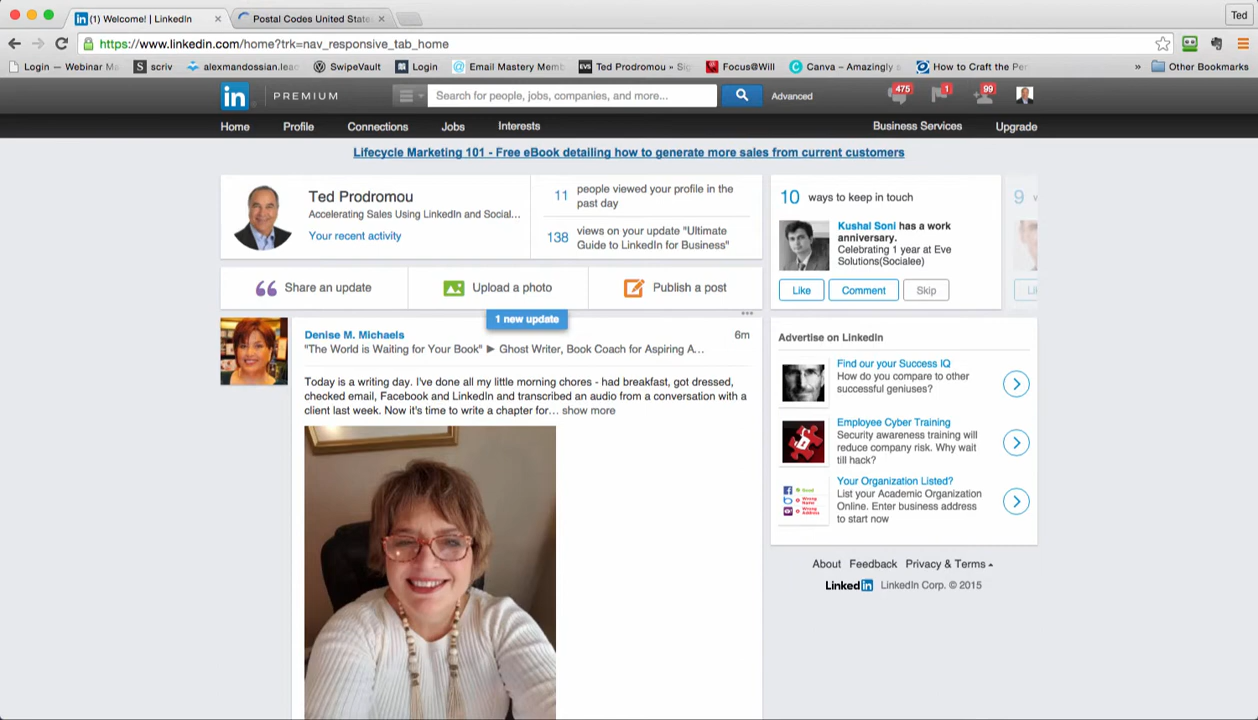 (1) Welcome! | LinkedIn
Postal Codes United State
Ted
https://www.linkedin.com/home?trk=nav_responsive_tab_home
Login — Webinar Ma
scriv
alexmandossian.lea
SwipeVault
Login
Email Mastery Memb
Ted Prodromou » Si
Focus@Will
Canva – Amazingly s
How to Craft the Per
»
Other Bookmarks
in
PREMIUM
Search for people, jobs, companies, and more...
Advanced
475
1
99
Home
Profile
Connections
Jobs
Interests
Business Services
Upgrade
Lifecycle Marketing 101 - Free eBook detailing how to generate more sales from current customers
Ted Prodromou
Accelerating Sales Using LinkedIn and Social...
Your recent activity
11 people viewed your profile in the
past day
138 views on your update "Ultimate
Guide to LinkedIn for Business"
Share an update
Upload a photo
Publish a post
1 new update
10 ways to keep in touch
9
Kushal Soni has a work
anniversary.
Celebrating 1 year at Eve
Solutions(Socialee)
Like
Comment
Skip
Denise M. Michaels
6m
"The World is Waiting for Your Book" ► Ghost Writer, Book Coach for Aspiring A...
Today is a writing day. I've done all my little morning chores - had breakfast, got dressed,
checked email, Facebook and LinkedIn and transcribed an audio from a conversation with a
client last week. Now it's time to write a chapter for... show more
Advertise on LinkedIn
Find our your Success IQ
How do you compare to other
successful geniuses?
Employee Cyber Training
Security awareness training will
reduce company risk. Why wait
till hack?
Your Organization Listed?
List your Academic Organization
Online. Enter business address
to start now
About Feedback Privacy & Terms
LinkedIn LinkedIn Corp. © 2015